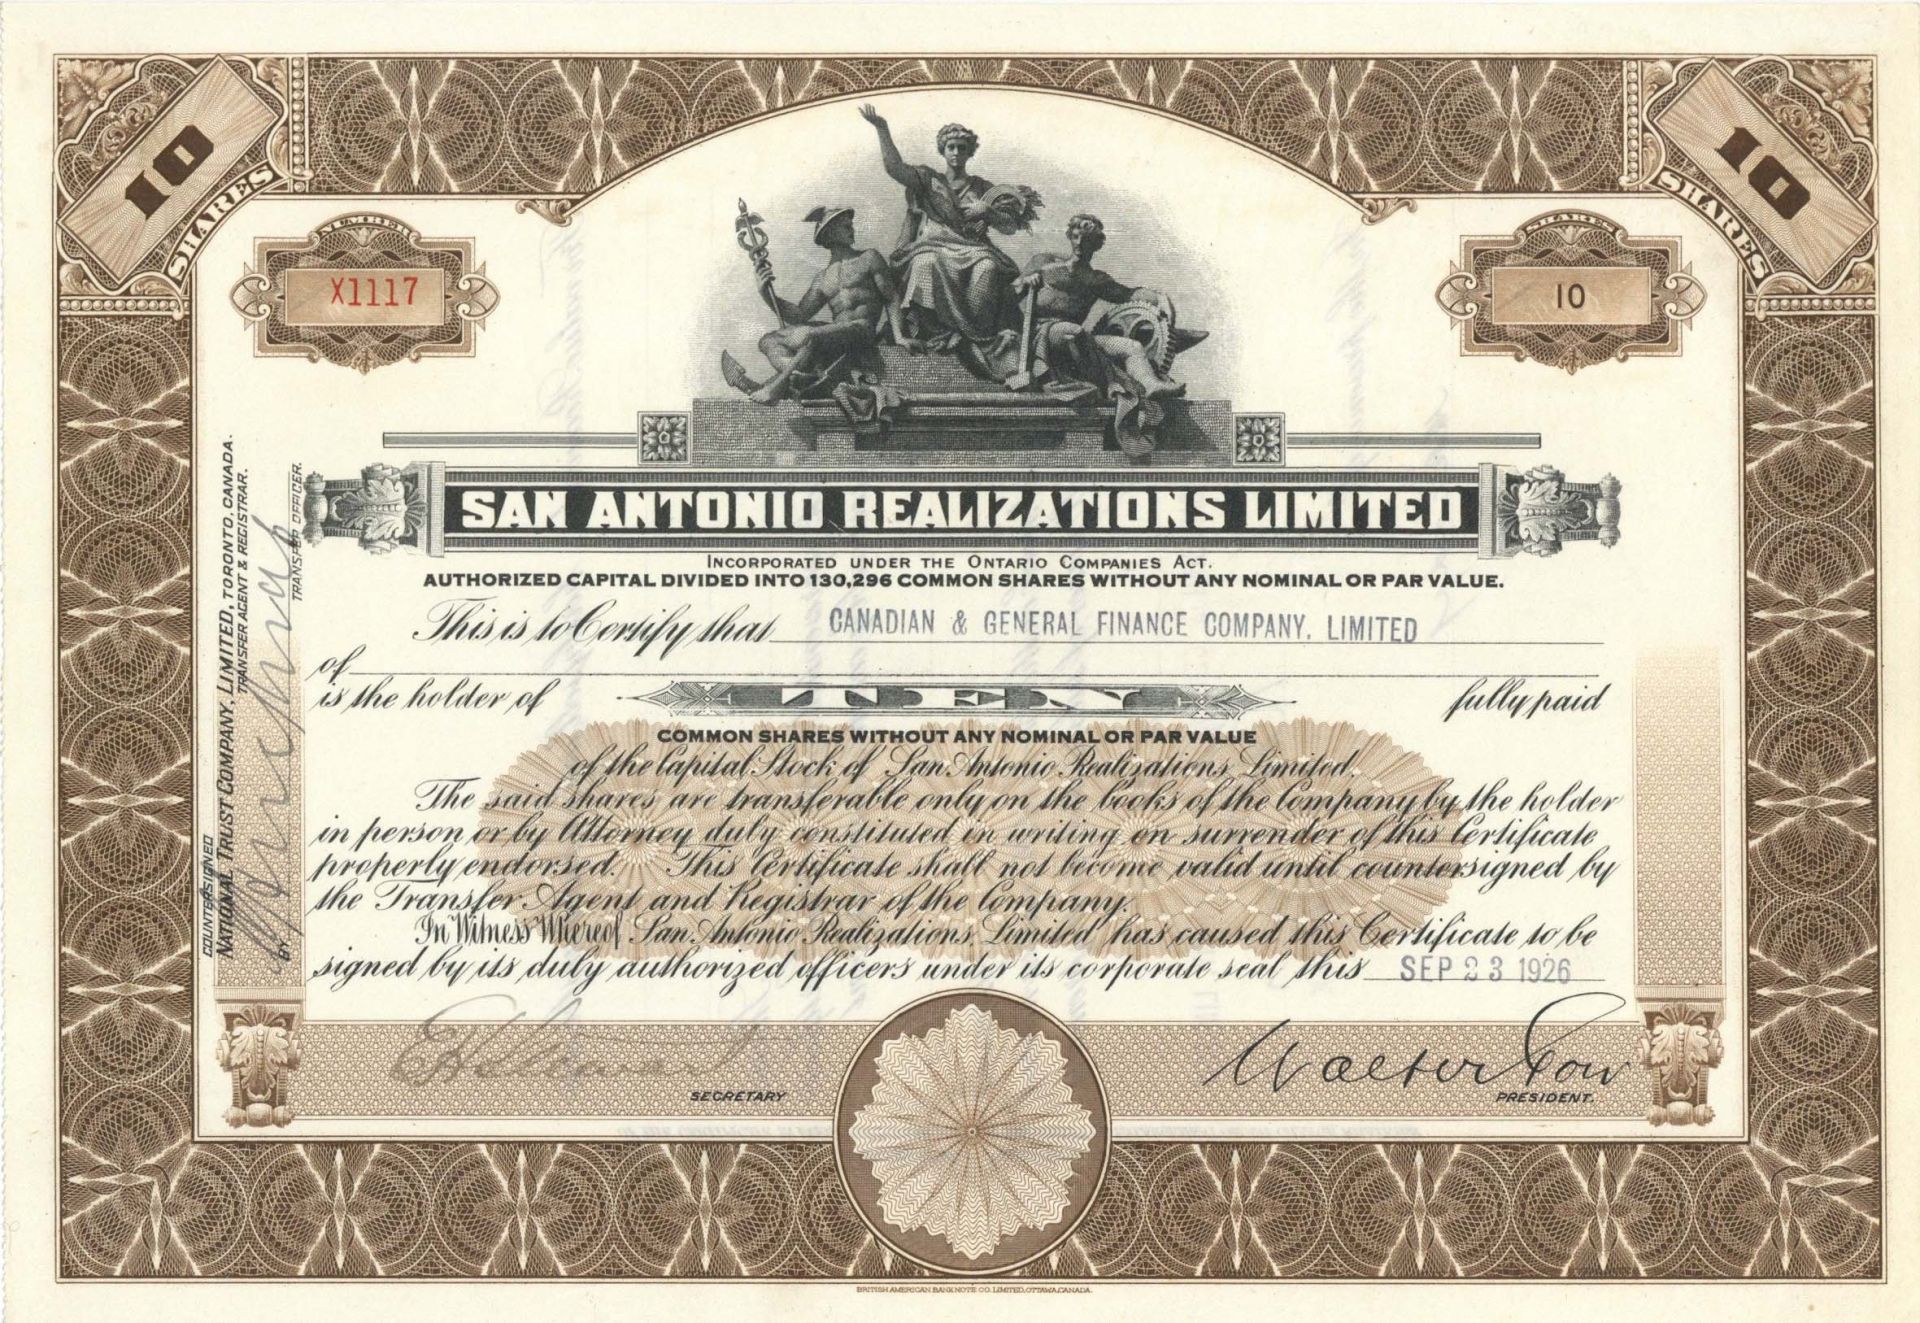 10 SHARES
10 SHARES
NUMBER
X1117
SHARES
10
SAN ANTONIO REALIZATIONS LIMITED
INCORPORATED UNDER THE ONTARIO COMPANIES ACT.
AUTHORIZED CAPITAL DIVIDED INTO 130,296 COMMON SHARES WITHOUT ANY NOMINAL OR PAR VALUE.
This is to Certify that CANADIAN & GENERAL FINANCE COMPANY, LIMITED
of
is the holder of TEN fully paid
COMMON SHARES WITHOUT ANY NOMINAL OR PAR VALUE
of the Capital Stock of San Antonio Realizations Limited.
The said shares are transferable only on the books of the Company by the holder
in person or by Attorney duly constituted in writing on surrender of this Certificate
properly endorsed. This Certificate shall not become valid until countersigned by
the Transfer Agent and Registrar of the Company.
In Witness Whereof San Antonio Realizations Limited has caused this Certificate to be
signed by its duly authorized officers under its corporate seal this SEP 23 1926
SECRETARY
Walter Gow
PRESIDENT.
COUNTERSIGNED
NATIONAL TRUST COMPANY, LIMITED, TORONTO, CANADA.
TRANSFER AGENT & REGISTRAR.
BY
TRANSFER OFFICER.
BRITISH AMERICAN BANK NOTE CO. LIMITED, OTTAWA, CANADA.